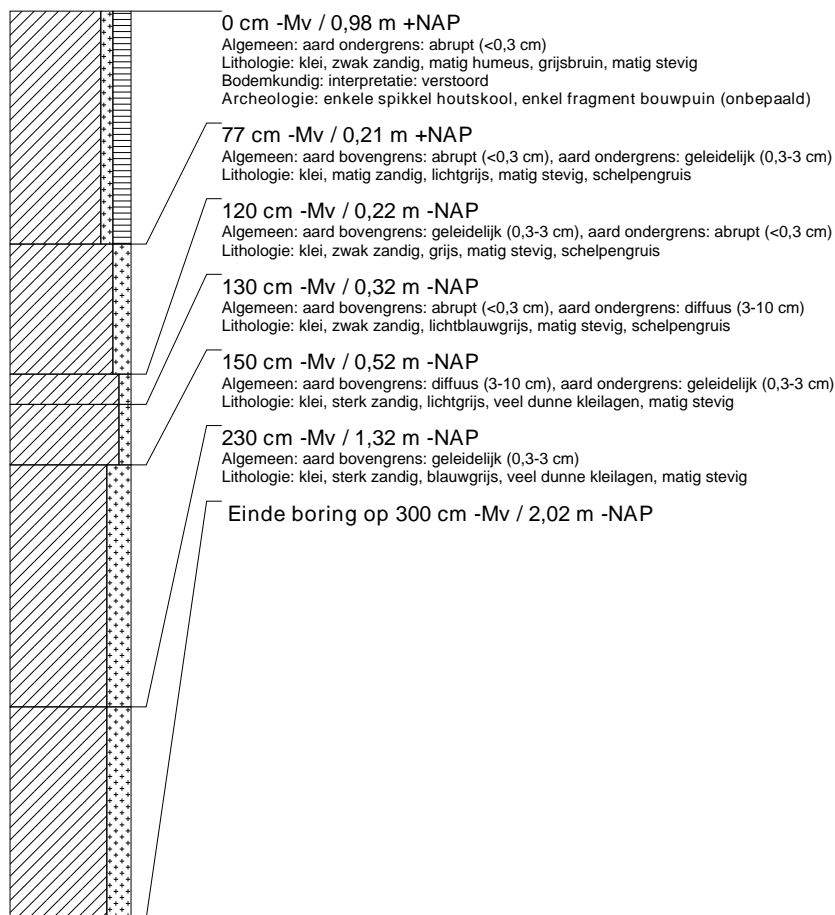 0 cm -Mv / 0,98 m +NAP
Algemeen: aard ondergrens: abrupt (<0,3 cm)
Lithologie: klei, zwak zandig, matig humeus, grijsbruin, matig stevig
Bodemkundig: interpretatie: verstoord
Archeologie: enkele spikkel houtskool, enkel fragment bouwpuin (onbepaald)
77 cm -Mv / 0,21 m +NAP
Algemeen: aard bovengrens: abrupt (<0,3 cm), aard ondergrens: geleidelijk (0,3-3 cm)
Lithologie: klei, matig zandig, lichtgrijs, matig stevig, schelpengruis
120 cm -Mv / 0,22 m -NAP
Algemeen: aard bovengrens: geleidelijk (0,3-3 cm), aard ondergrens: abrupt (<0,3 cm)
Lithologie: klei, zwak zandig, grijs, matig stevig, schelpengruis
130 cm -Mv / 0,32 m -NAP
Algemeen: aard bovengrens: abrupt (<0,3 cm), aard ondergrens: diffuus (3-10 cm)
Lithologie: klei, zwak zandig, lichtblauwgrijs, matig stevig, schelpengruis
150 cm -Mv / 0,52 m -NAP
Algemeen: aard bovengrens: diffuus (3-10 cm), aard ondergrens: geleidelijk (0,3-3 cm)
Lithologie: klei, sterk zandig, lichtgrijs, veel dunne kleilagen, matig stevig
230 cm -Mv / 1,32 m -NAP
Algemeen: aard bovengrens: geleidelijk (0,3-3 cm)
Lithologie: klei, sterk zandig, blauwgrijs, veel dunne kleilagen, matig stevig
Einde boring op 300 cm -Mv / 2,02 m -NAP